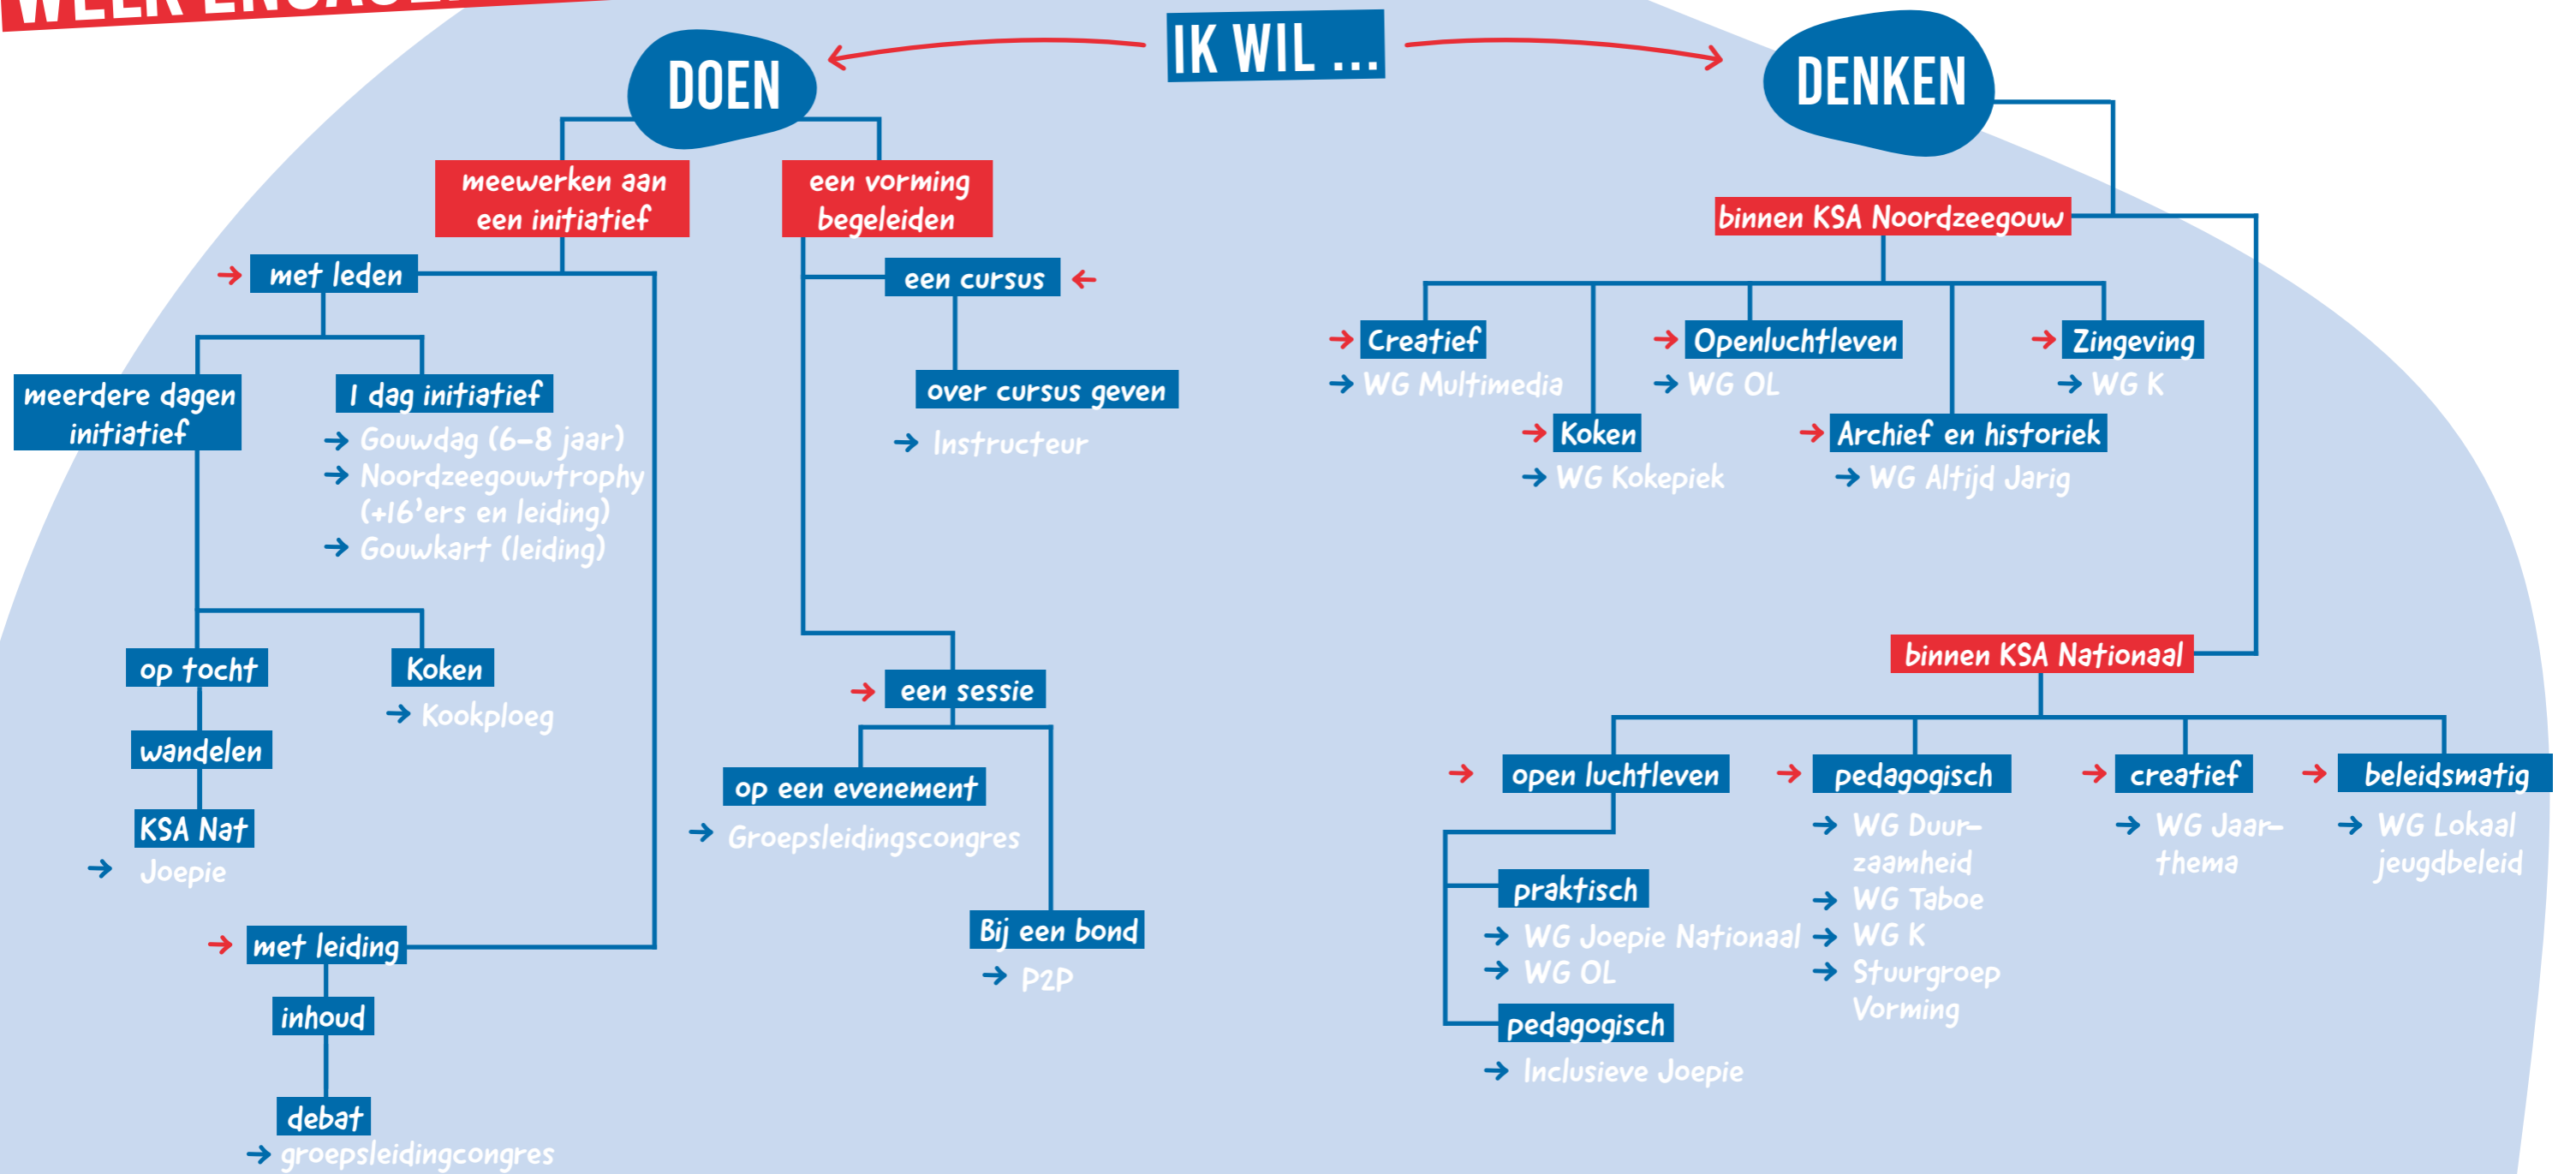 IK WIL ...
DOEN
meewerken aan
een initiatief
met leden
meerdere dagen
initiatief
1 dag initiatief
Gouwdag (6-8 jaar)
Noordzeegouwtrophy
(+16'ers en leiding)
Gouwkart (leiding)
op tocht
wandelen
KSA Nat
Joepie
Koken
Kookploeg
met leiding
inhoud
debat
groepsleidingcongres
een vorming
begeleiden
een cursus
over cursus geven
Instructeur
een sessie
op een evenement
Groepsleidingscongres
Bij een bond
P2P
DENKEN
binnen KSA Noordzeegouw
Creatief
WG Multimedia
Koken
WG Kokepiek
Openluchtleven
WG OL
Archief en historiek
WG Altijd Jarig
Zingeving
WG K
binnen KSA Nationaal
open luchtleven
praktisch
WG Joepie Nationaal
WG OL
pedagogisch
Inclusieve Joepie
pedagogisch
WG Duur-
zaamheid
WG Taboe
WG K
Stuurgroep
Vorming
creatief
WG Jaar-
thema
beleidsmatig
WG Lokaal
jeugdbeleid